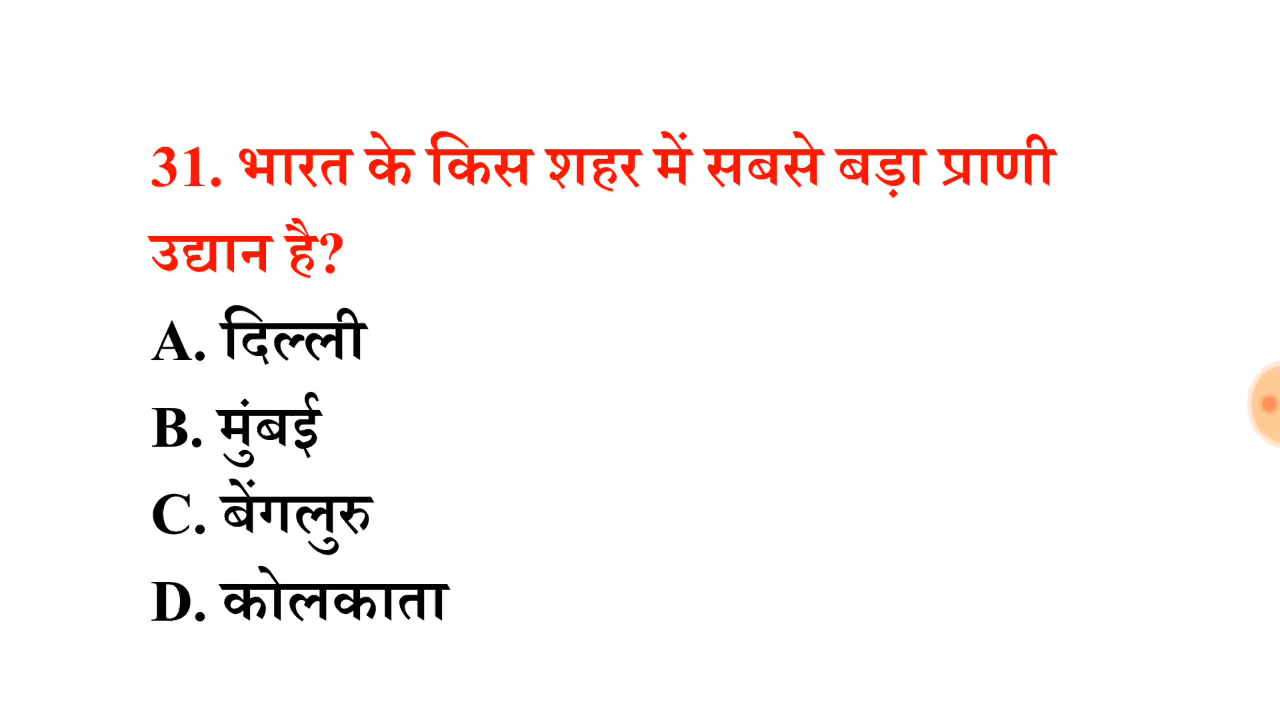 31. भारत के किस शहर में सबसे बड़ा प्राणी
उद्यान है?
A. दिल्ली
B. मुंबई
C. बेंगलुरु
D. कोलकाता